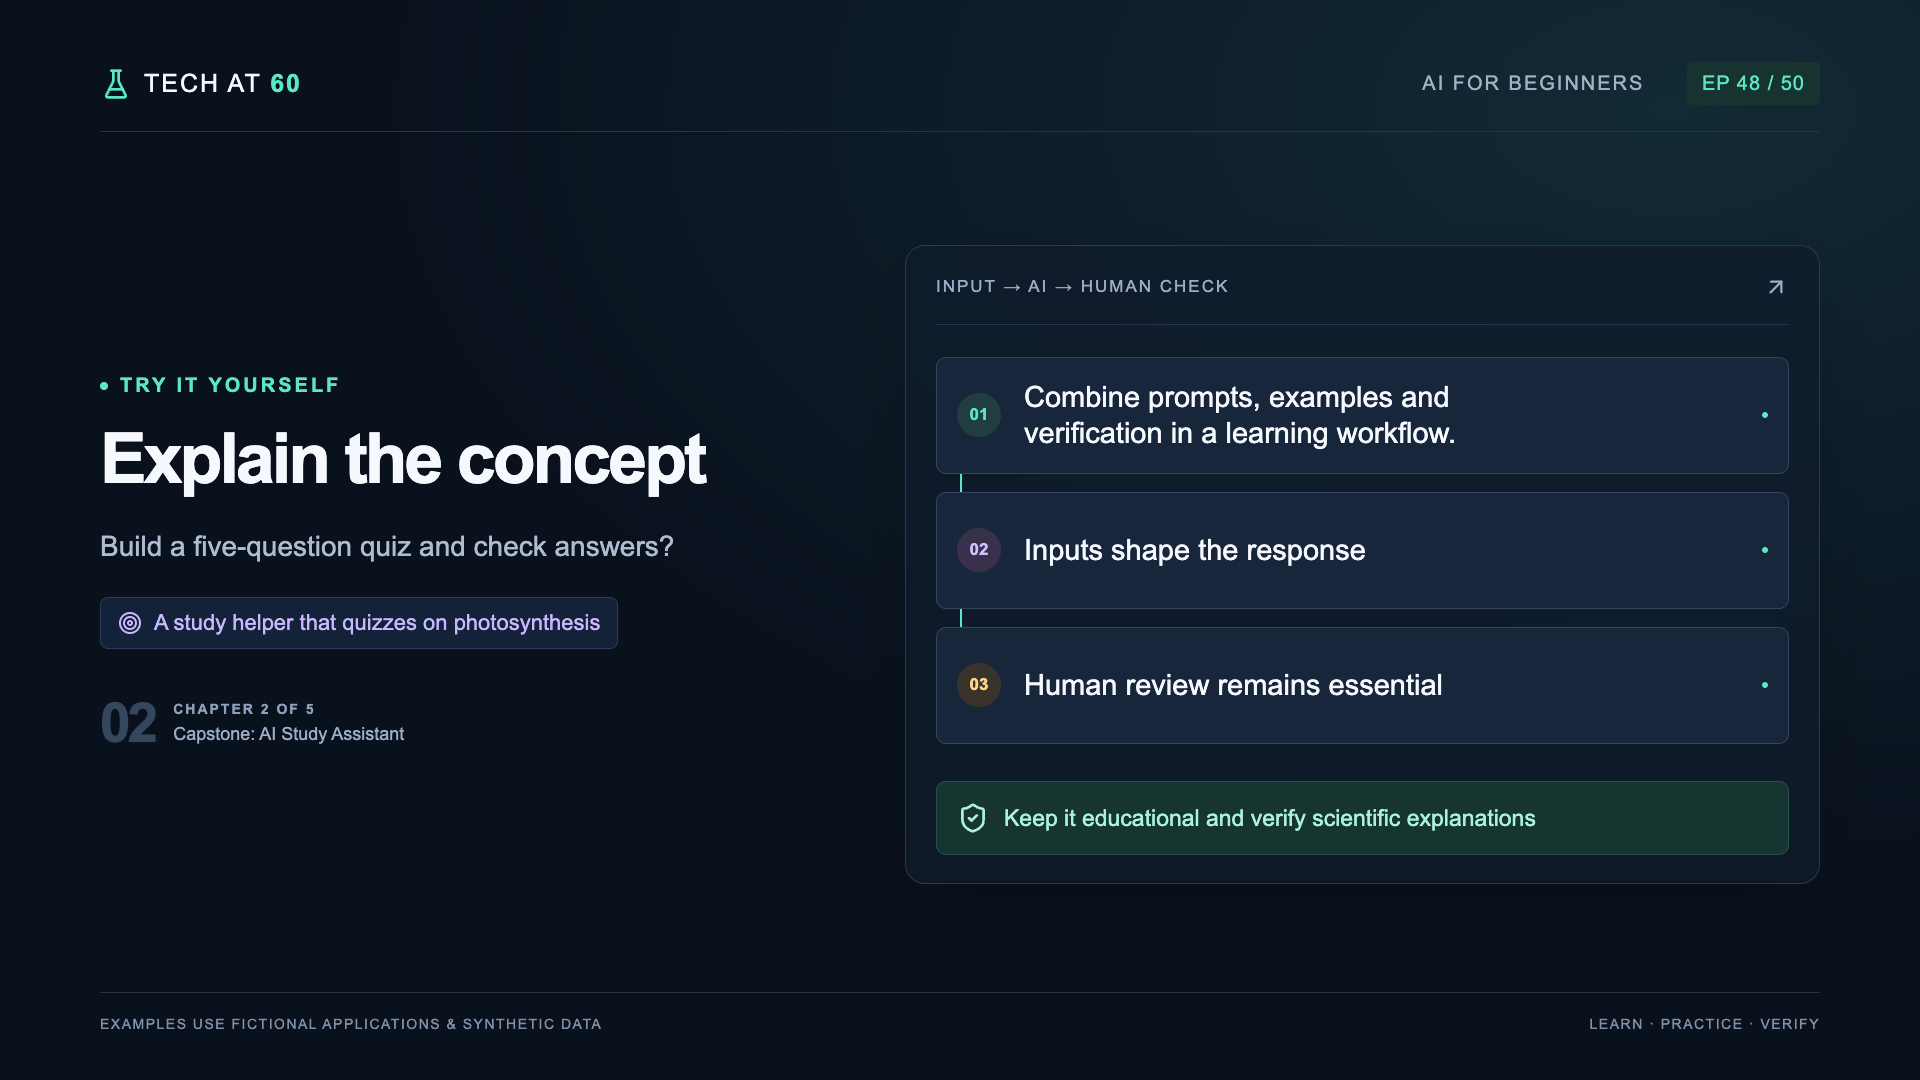 TECH AT 60
AI FOR BEGINNERS
EP 48 / 50
TRY IT YOURSELF
Explain the concept
Build a five-question quiz and check answers?
A study helper that quizzes on photosynthesis
02
CHAPTER 2 OF 5
Capstone: AI Study Assistant
INPUT → AI → HUMAN CHECK
01
Combine prompts, examples and
verification in a learning workflow.
02
Inputs shape the response
03
Human review remains essential
Keep it educational and verify scientific explanations
EXAMPLES USE FICTIONAL APPLICATIONS & SYNTHETIC DATA
LEARN · PRACTICE · VERIFY